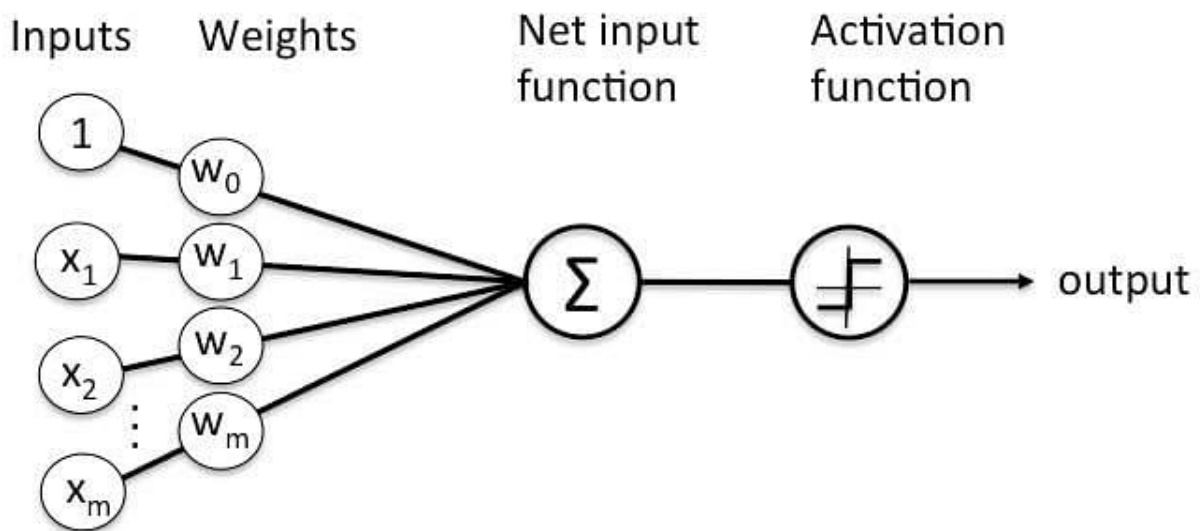 Inputs
Weights
Net input
function
Activation
function
1
w₀
x₁
w₁
x₂
w₂
⋮
xₘ
wₘ
Σ
output